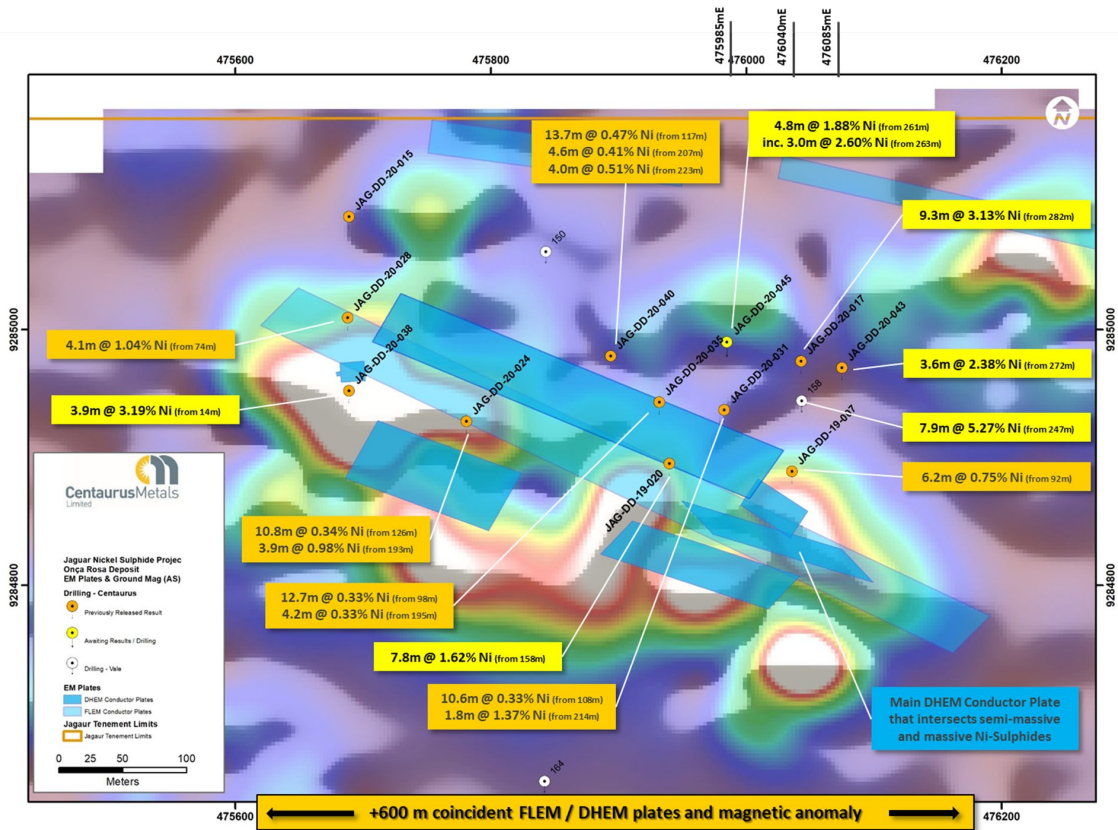 475985mE
476040mE
476085mE
475600
475800
476000
476200
13.7m @ 0.47% Ni (from 117m)
4.6m @ 0.41% Ni (from 207m)
4.0m @ 0.51% Ni (from 223m)
4.8m @ 1.88% Ni (from 261m)
inc. 3.0m @ 2.60% Ni (from 263m)
N
JAG-DD-20-015
150
9.3m @ 3.13% Ni (from 282m)
JAG-DD-20-028
JAG-DD-20-040
JAG-DD-20-045
JAG-DD-20-017
JAG-DD-20-043
9285000
9285000
4.1m @ 1.04% Ni (from 74m)
JAG-DD-20-038
JAG-DD-20-024
JAG-DD-20-035
JAG-DD-20-031
158
3.6m @ 2.38% Ni (from 272m)
3.9m @ 3.19% Ni (from 14m)
7.9m @ 5.27% Ni (from 247m)
JAG-DD-19-020
JAG-DD-19-007
6.2m @ 0.75% Ni (from 92m)
CentaurusMetals
Limited
10.8m @ 0.34% Ni (from 126m)
3.9m @ 0.98% Ni (from 193m)
Jaguar Nickel Sulphide Projec
Onça Rosa Deposit
EM Plates & Ground Mag (AS)
Drilling - Centaurus
Previously Released Result
Awaiting Results / Drilling
Drilling - Vale
EM Plates
DHEM Conductor Plates
FLEM Conductor Plates
Jagaur Tenement Limits
Jagaur Tenement Limits
0 25 50 100
Meters
9284800
9284800
12.7m @ 0.33% Ni (from 98m)
4.2m @ 0.33% Ni (from 195m)
7.8m @ 1.62% Ni (from 158m)
10.6m @ 0.33% Ni (from 108m)
1.8m @ 1.37% Ni (from 214m)
Main DHEM Conductor Plate
that intersects semi-massive
and massive Ni-Sulphides
164
475600
476200
+600 m coincident FLEM / DHEM plates and magnetic anomaly